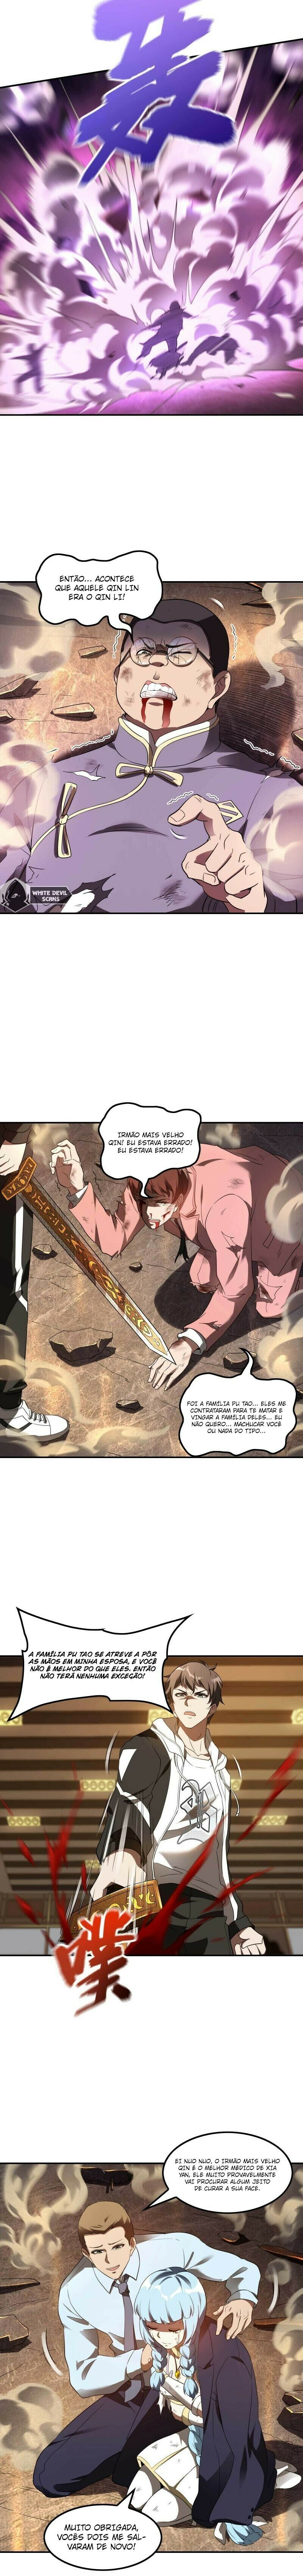 轰
ENTÃO... ACONTECE
QUE AQUELE QIN LIN
ERA O QIN LI!
WHITE DEVIL
SCANS
IRMÃO MAIS VELHO
QIN! EU ESTAVA ERRADO!
EU ESTAVA ERRADO!
FOI A FAMÍLIA PU TAO... ELES ME
CONTRATARAM PARA TE MATAR E
VINGAR A FAMÍLIA DELES... EU
NÃO QUERO... MACHUCAR VOCÊ
OU NADA DO TIPO...
A FAMÍLIA PU TAO SE ATREVE A PÔR
AS MÃOS EM MINHA ESPOSA, E VOCÊ
NÃO É MELHOR DO QUE ELES. ENTÃO
NÃO TERÁ NENHUMA EXCEÇÃO!
噗
EI NUO NUO, O IRMÃO MAIS VELHO
QIN É O MELHOR MÉDICO DE XIA
YAN, ELE MUITO PROVAVELMENTE
VAI PROCURAR ALGUM JEITO
DE CURAR A SUA FACE.
MUITO OBRIGADA,
VOCÊS DOIS ME SAL-
VARAM DE NOVO!